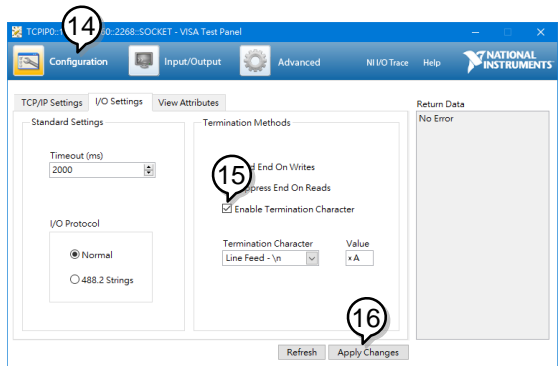 TCPIP0::1 60::2268::SOCKET - VISA Test Panel
14
Configuration Input/Output Advanced NI I/O Trace Help NATIONAL INSTRUMENTS
TCP/IP Settings I/O Settings View Attributes Return Data
Standard Settings Termination Methods No Error
Timeout (ms)
2000
End On Writes
15
End On Reads
Enable Termination Character
I/O Protocol
Termination Character Value
Normal Line Feed - \n xA
488.2 Strings
16
Refresh Apply Changes